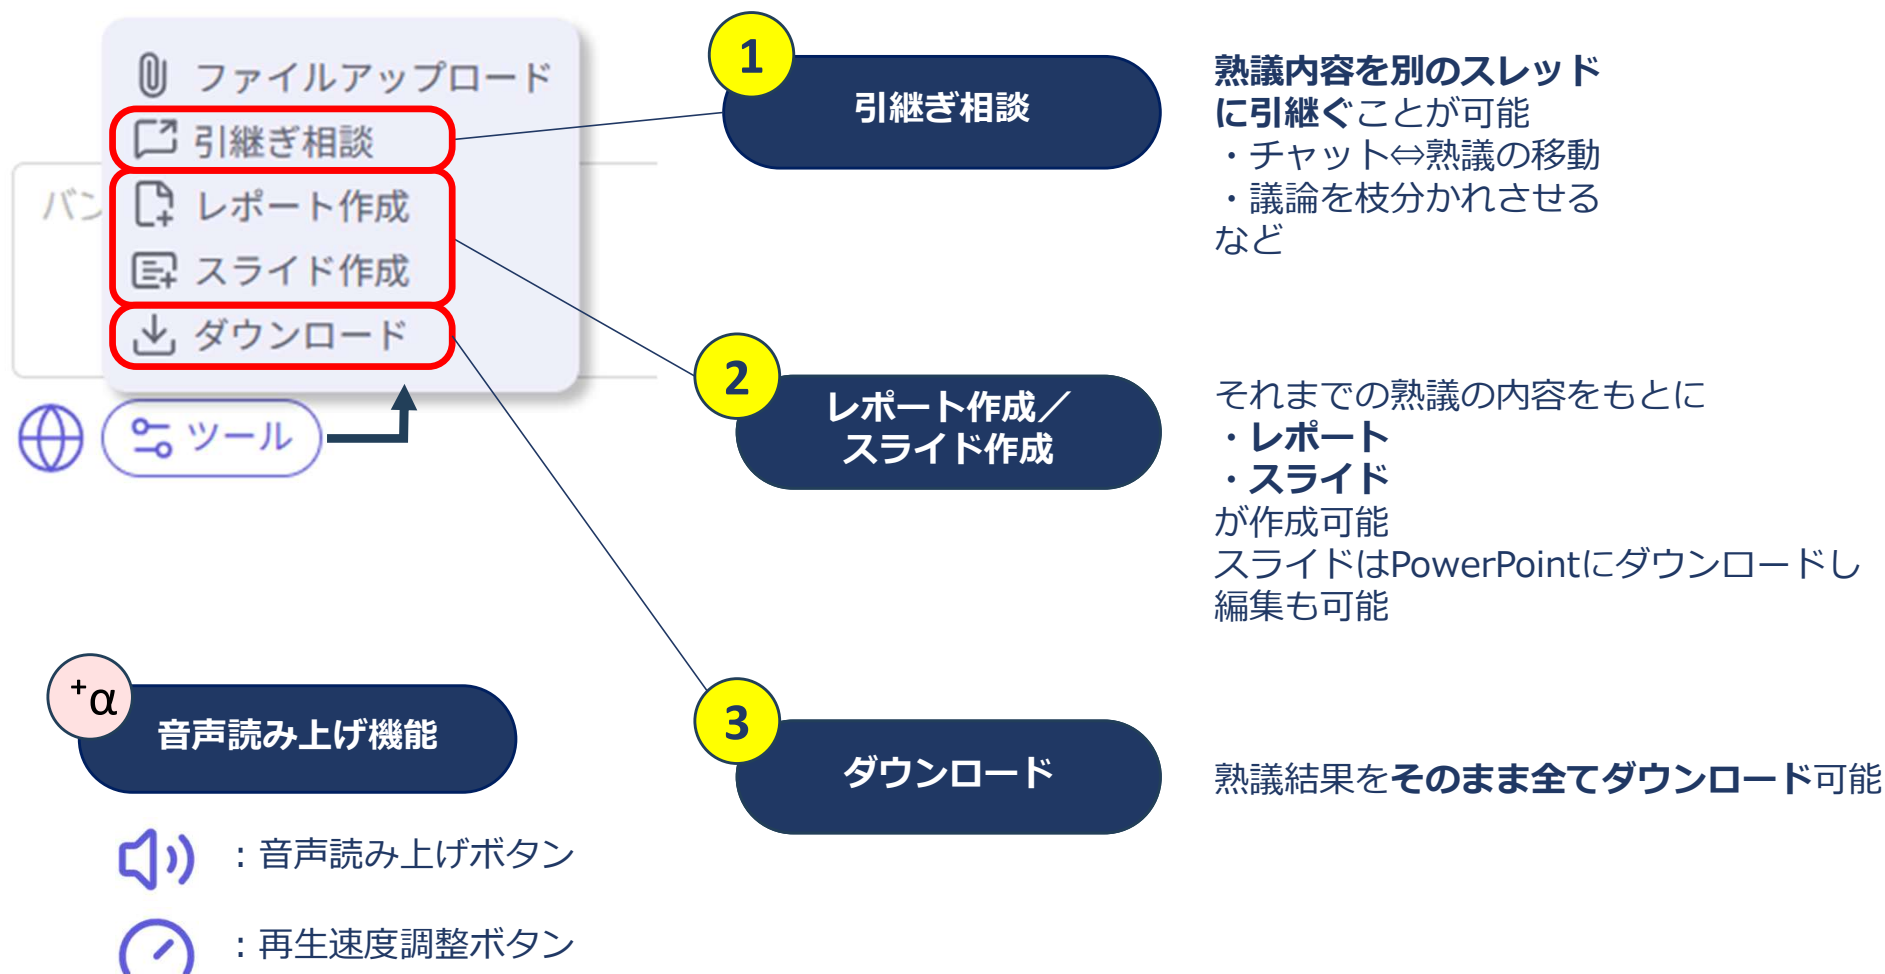 ファイルアップロード
引継ぎ相談
レポート作成
スライド作成
ダウンロード
バン
ツール
1
引継ぎ相談
熟議内容を別のスレッド
に引継ぐことが可能
・チャット⇔熟議の移動
・議論を枝分かれさせる
など
2
レポート作成／
スライド作成
それまでの熟議の内容をもとに
・レポート
・スライド
が作成可能
スライドはPowerPointにダウンロードし
編集も可能
3
ダウンロード
熟議結果をそのまま全てダウンロード可能
+α
音声読み上げ機能
：音声読み上げボタン
：再生速度調整ボタン